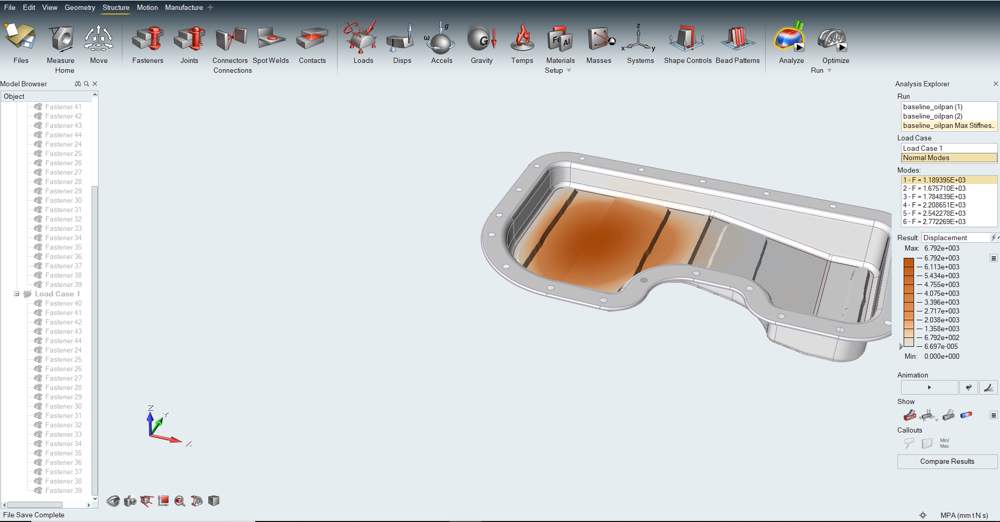 File Edit View Geometry Structure Motion Manufacture
Files Measure Move Fasteners Joints Connectors Spot Welds Contacts Loads Disps Accels Gravity Temps Materials Masses Systems Shape Controls Bead Patterns Analyze Optimize
Home Connections Setup Run
Model Browser
Object
Fastener 41
Fastener 42
Fastener 43
Fastener 44
Fastener 24
Fastener 25
Fastener 26
Fastener 27
Fastener 28
Fastener 29
Fastener 30
Fastener 31
Fastener 32
Fastener 33
Fastener 34
Fastener 35
Fastener 36
Fastener 37
Fastener 38
Fastener 39
Load Case 1
Fastener 40
Fastener 41
Fastener 42
Fastener 43
Fastener 44
Fastener 24
Fastener 25
Fastener 26
Fastener 27
Fastener 28
Fastener 29
Fastener 30
Fastener 31
Fastener 32
Fastener 33
Fastener 34
Fastener 35
Fastener 36
Fastener 37
Fastener 38
Fastener 39
Z
Y
X
Analysis Explorer
Run
baseline_oilpan (1)
baseline_oilpan (2)
baseline_oilpan Max Stiffnes...
Load Case
Load Case 1
Normal Modes
Modes:
1 - F = 1.189395E+03
2 - F = 1.675710E+03
3 - F = 1.784839E+03
4 - F = 2.208651E+03
5 - F = 2.542278E+03
6 - F = 2.772269E+03
Result: Displacement
Max: 6.792e+003
6.792e+003
6.113e+003
5.434e+003
4.755e+003
4.075e+003
3.396e+003
2.717e+003
2.038e+003
1.358e+003
6.792e+002
6.697e-005
Min: 0.000e+000
Animation
Show
Callouts
Min/
Max
Compare Results
File Save Complete
MPA (mm t N s)